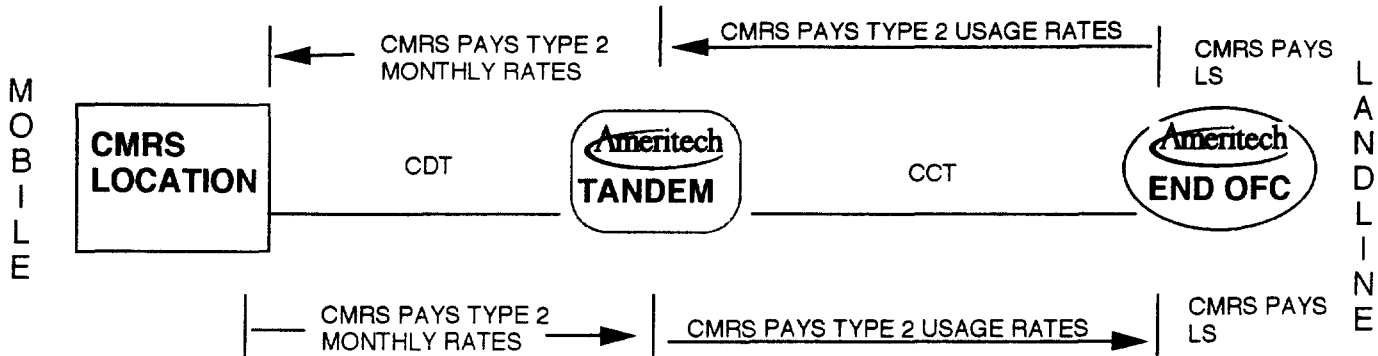 CMRS PAYS TYPE 2
MONTHLY RATES
CMRS PAYS TYPE 2 USAGE RATES
CMRS PAYS
LS
MOBILE
CMRS
LOCATION
CDT
Ameritech
TANDEM
CCT
Ameritech
END OFC
LANDLINE
CMRS PAYS TYPE 2
MONTHLY RATES
CMRS PAYS TYPE 2 USAGE RATES
CMRS PAYS
LS